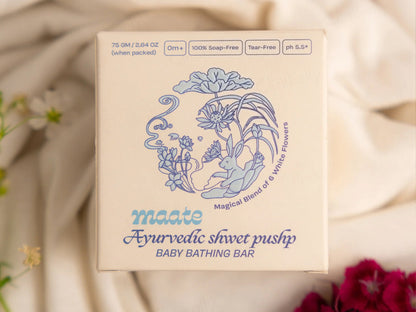 75 GM / 2.64 OZ
(when packed)
0m+
100% Soap-Free
Tear-Free
ph 5.5*
Magical Blend of 6 White Flowers
maate
Ayurvedic shwet pushp
BABY BATHING BAR